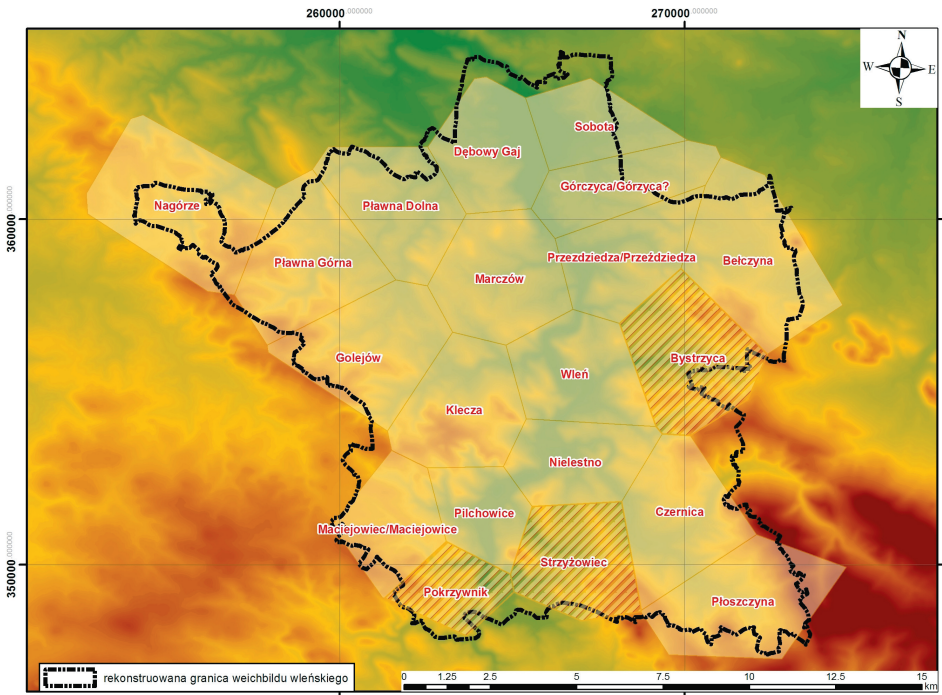 260000.000000
270000.000000
N
W E
S
Sobota
Dębowy Gaj
Górczyca/Górzyca?
Nagórze
Pławna Dolna
360000.000000
Pławna Górna
Przezdziedza/Przeździedza
Bełczyna
Marczów
Golejów
Bystrzyca
Wleń
Klecza
Nielestno
Pilchowice
Czernica
Maciejowiec/Maciejowice
350000.000000
Strzyżowiec
Pokrzywnik
Płoszczyna
rekonstruowana granica weichbildu wleńskiego
0 1.25 2.5 5 7.5 10 12.5 15
km